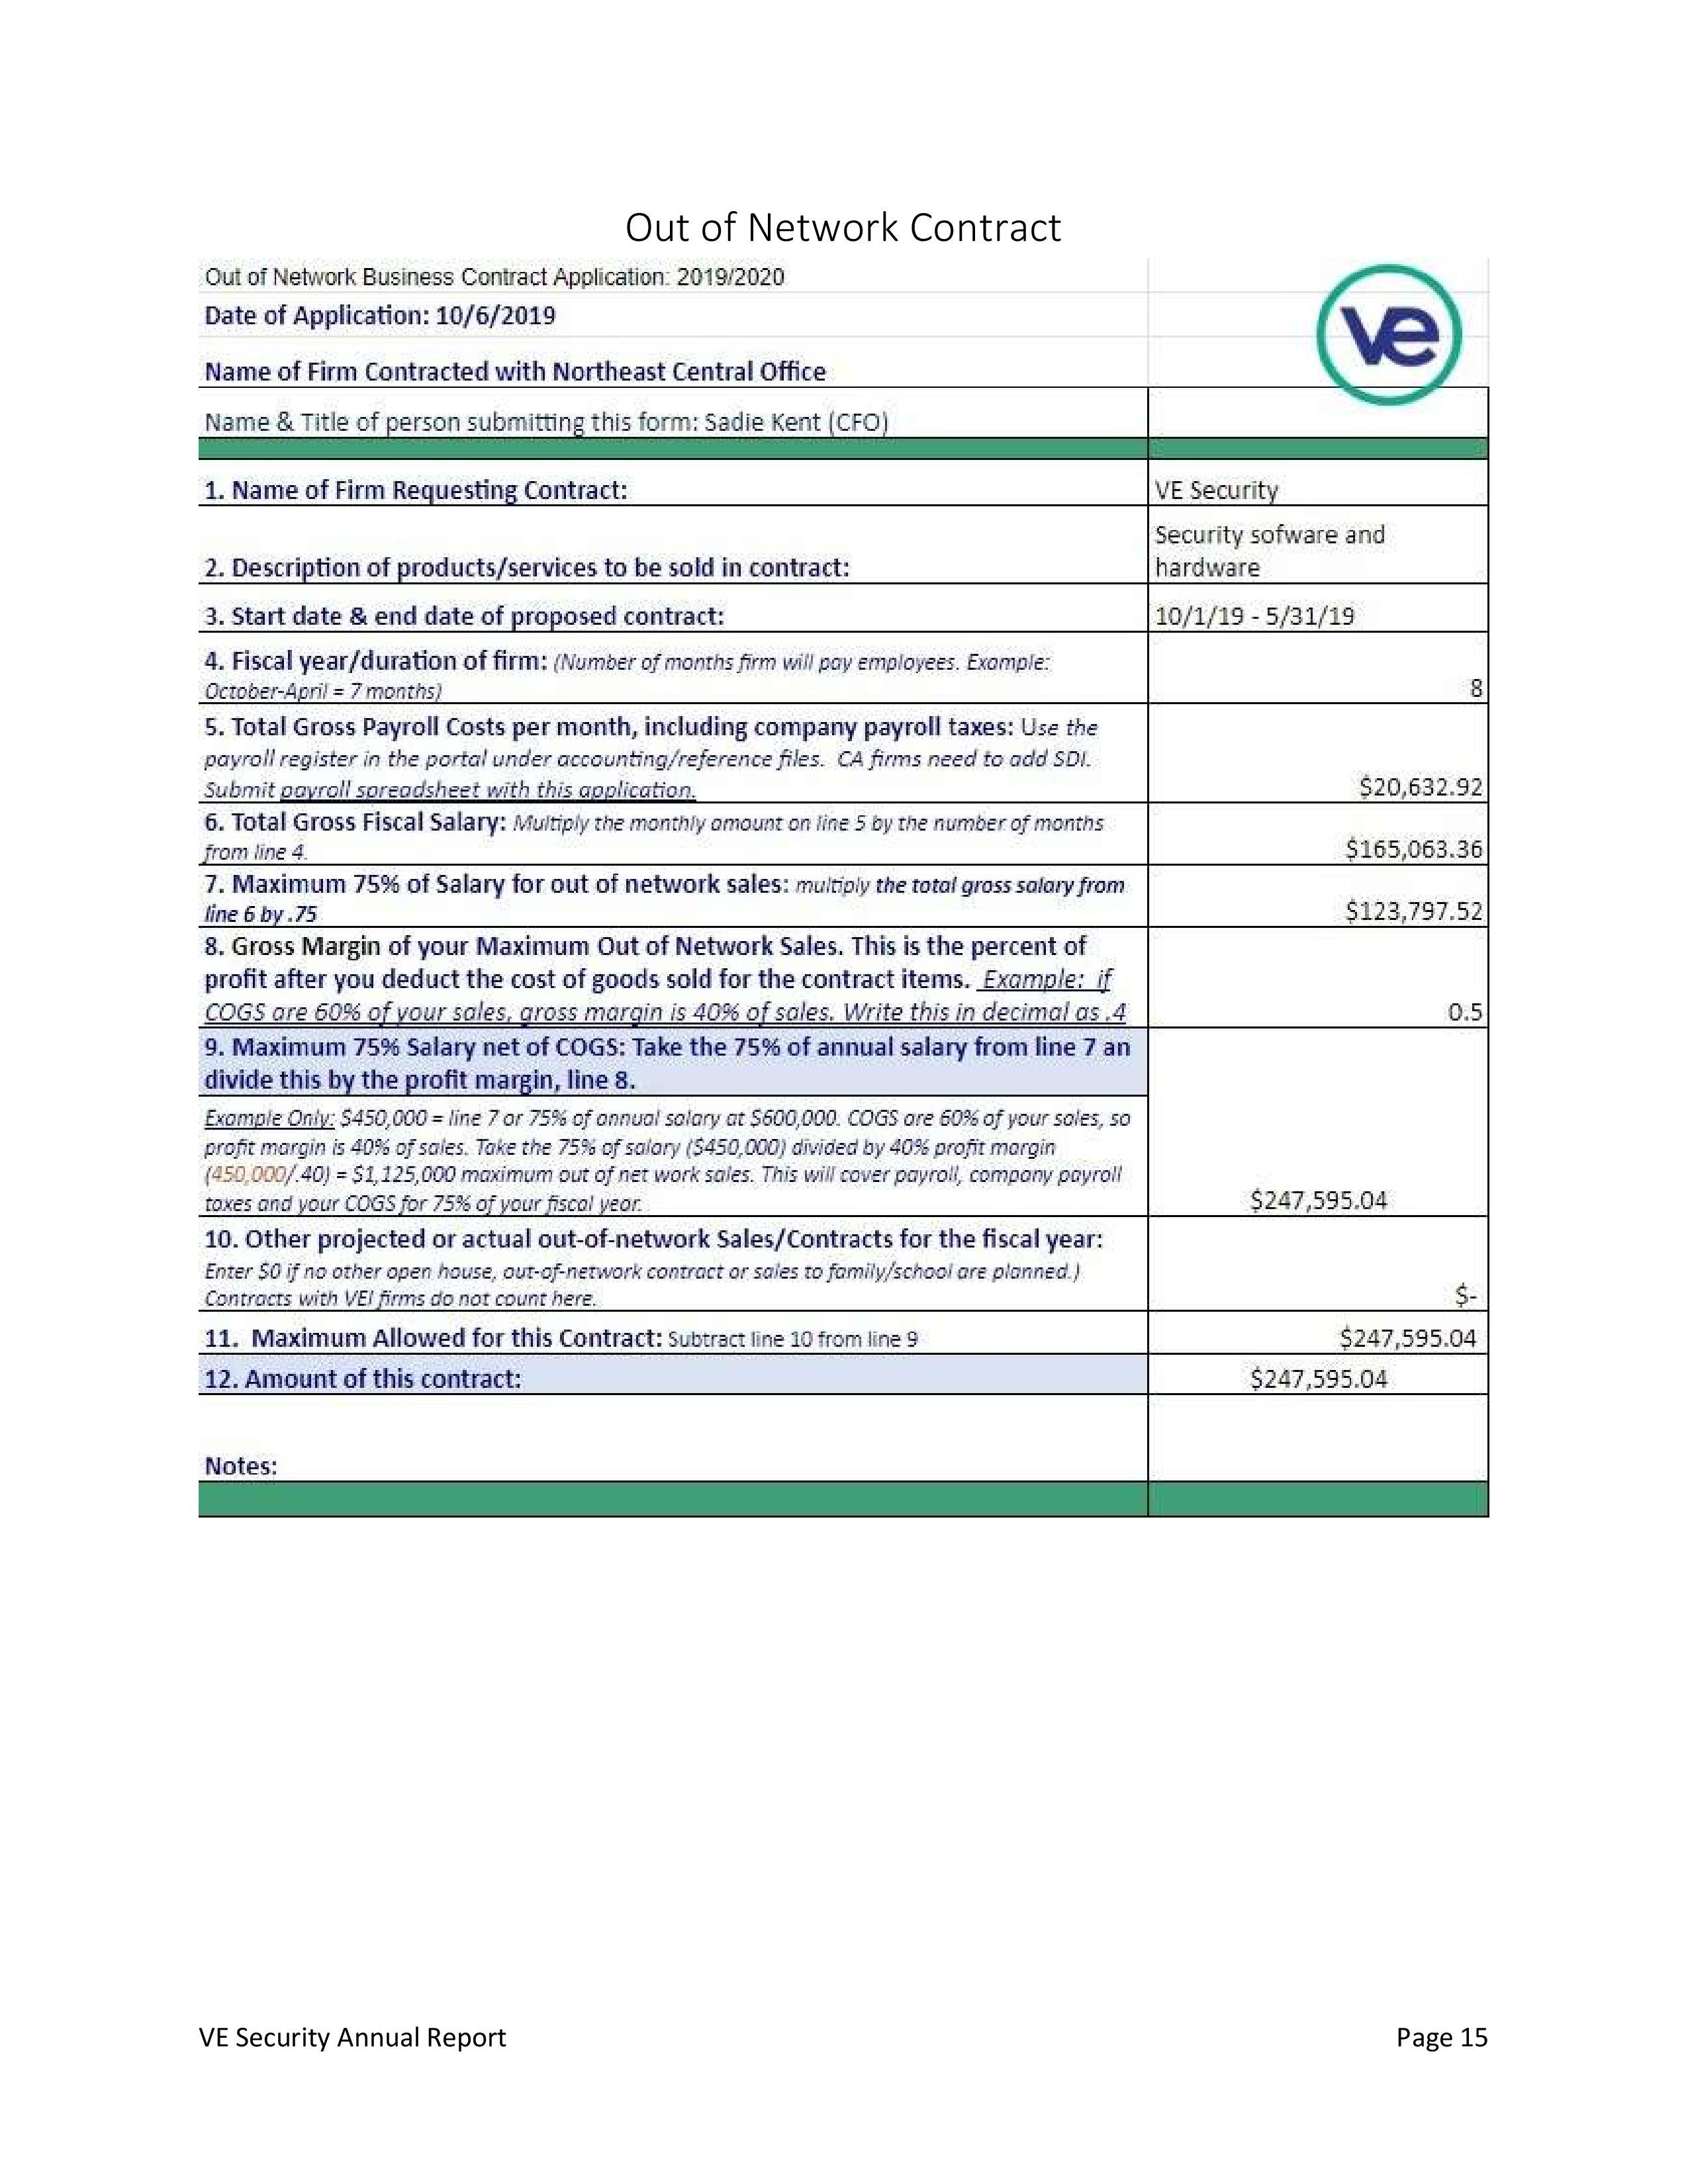 Out of Network Contract
Out of Network Business Contract Application: 2019/2020
Date of Application: 10/6/2019
ve
Name of Firm Contracted with Northeast Central Office
Name & Title of person submitting this form: Sadie Kent (CFO)
1. Name of Firm Requesting Contract:
VE Security
2. Description of products/services to be sold in contract:
Security sofware and
hardware
3. Start date & end date of proposed contract:
10/1/19 - 5/31/19
4. Fiscal year/duration of firm: (Number of months firm will pay employees. Example:
October-April = 7 months)
8
5. Total Gross Payroll Costs per month, including company payroll taxes: Use the
payroll register in the portal under accounting/reference files. CA firms need to add SDI.
Submit payroll spreadsheet with this application.
$20,632.92
6. Total Gross Fiscal Salary: Multiply the monthly amount on line 5 by the number of months
from line 4.
$165,063.36
7. Maximum 75% of Salary for out of network sales: multiply the total gross salary from
line 6 by .75
$123,797.52
8. Gross Margin of your Maximum Out of Network Sales. This is the percent of
profit after you deduct the cost of goods sold for the contract items. Example: if
COGS are 60% of your sales, gross margin is 40% of sales. Write this in decimal as .4
0.5
9. Maximum 75% Salary net of COGS: Take the 75% of annual salary from line 7 an
divide this by the profit margin, line 8.
Example Only: $450,000 = line 7 or 75% of annual salary at $600,000. COGS are 60% of your sales, so
profit margin is 40% of sales. Take the 75% of salary ($450,000) divided by 40% profit margin
(450,000/.40) = $1,125,000 maximum out of net work sales. This will cover payroll, company payroll
taxes and your COGS for 75% of your fiscal year.
$247,595.04
10. Other projected or actual out-of-network Sales/Contracts for the fiscal year:
Enter $0 if no other open house, out-of-network contract or sales to family/school are planned.)
Contracts with VEI firms do not count here.
$-
11. Maximum Allowed for this Contract: Subtract line 10 from line 9
$247,595.04
12. Amount of this contract:
$247,595.04
Notes:
VE Security Annual Report
Page 15